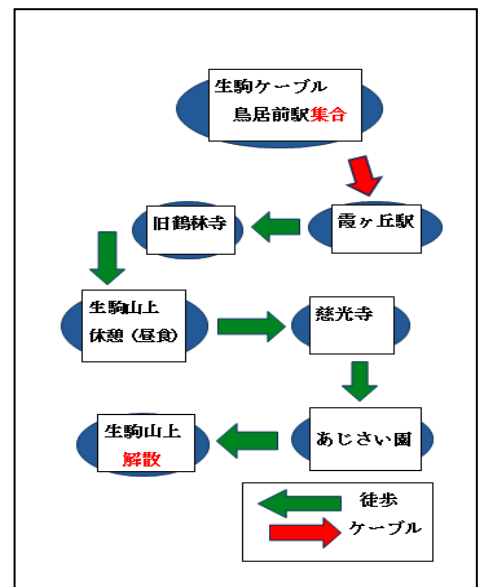 生駒ケーブル
鳥居前駅集合
霞ヶ丘駅
旧鶴林寺
生駒山上
休憩（昼食）
慈光寺
あじさい園
生駒山上
解散
徒歩
ケーブル